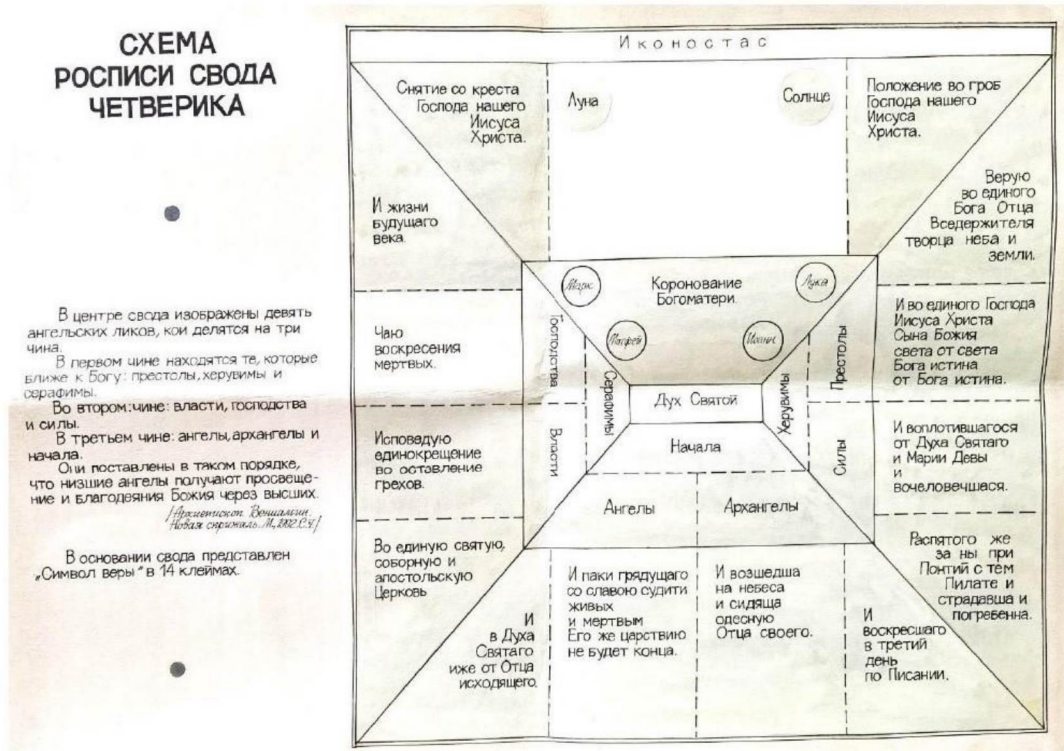 СХЕМА
РОСПИСИ СВОДА
ЧЕТВЕРИКА
В центре свода изображены девять
ангельских ликов, кои делятся на три
чина.
В первом чине находятся те, которые
ближе к Богу: престолы, херувимы и
серафимы.
Во втором: чине: власти, господства
и силы.
В третьем чине: ангелы, архангелы и
начала.
Они поставлены в таком порядке,
что низшие ангелы получают просвеще-
ние и благодеяния Божия через высших.
/Архиепископ Вениамин.
Новая скрижаль. М.,
В основании свода представлен
„Символ веры" в 14 клеймах.
Иконостас
Снятие со креста
Господа нашего
Иисуса
Христа.
Луна
Солнце
Положение во гроб
Господа нашего
Иисуса
Христа.
И жизни
будущего
века.
Верую
во единого
Бога Отца
Вседержителя
творца неба и
земли.
Марк
Коронование
Богоматери.
Лука
Матфей
Иоанн
Чаю
воскресения
мертвых.
Господства
Серафимы
Дух Святой
Херувимы
Престолы
И во единого Господа
Иисуса Христа
Сына Божия
света от света
Бога истина
от Бога истина.
Исповедую
единокрещение
во оставление
грехов.
Власти
Начала
Силы
И воплотившагося
от Духа Святаго
и Марии Девы
и
вочеловечшася.
Ангелы
Архангелы
Во единую святую,
соборную и
апостольскую
Церковь
Распятого же
за ны при
Понтий с тем
Пилате и
страдавша и
погребенна.
И
в Духа
Святаго
иже от Отца
исходящего.
И паки грядущаго
со славою судити
живых
и мертвым
Его же царствию
не будет конца.
И возшедша
на небеса
и сидяща
одесную
Отца своего.
И
воскресшаго
в третий
день
по Писании.